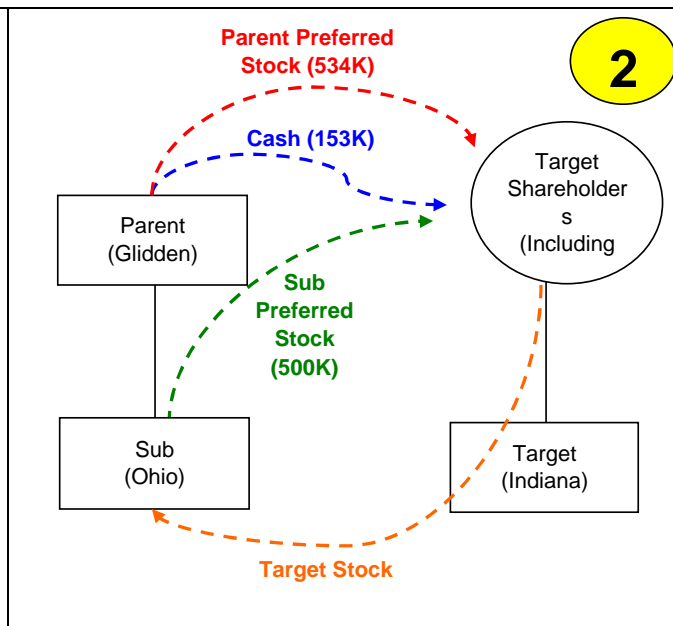 Parent Preferred
Stock (534K)
2
Cash (153K)
Target
Shareholder
s
(Including
Parent
(Glidden)
Sub
Preferred
Stock
(500K)
Sub
(Ohio)
Target
(Indiana)
Target Stock